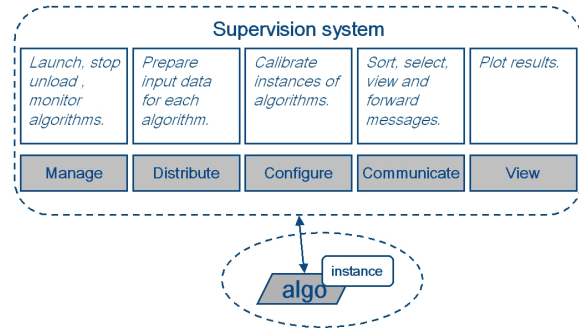 Supervision system
Launch, stop
unload ,
monitor
algorithms.
Prepare
input data
for each
algorithm.
Calibrate
instances of
algorithms.
Sort, select,
view and
forward
messages.
Plot results.
Manage
Distribute
Configure
Communicate
View
instance
algo